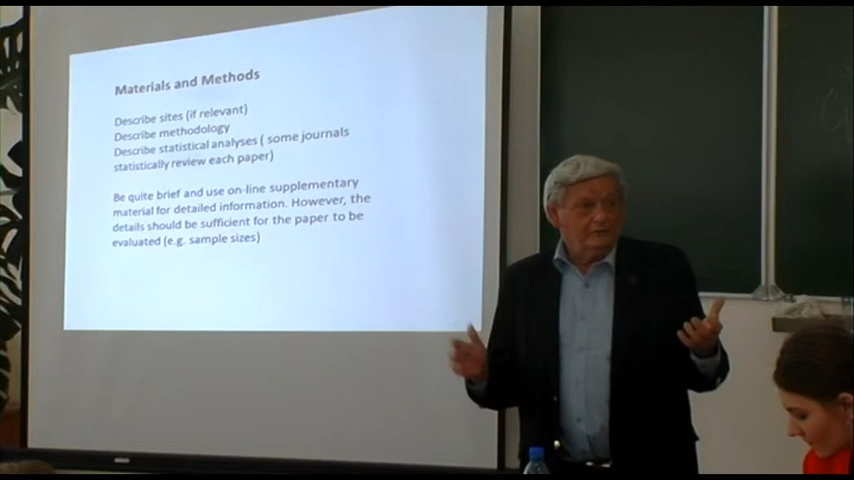 Materials and Methods
Describe sites (if relevant)
Describe methodology
Describe statistical analyses ( some journals
statistically review each paper)
Be quite brief and use on-line supplementary
material for detailed information. However, the
details should be sufficient for the paper to be
evaluated (e.g. sample sizes)